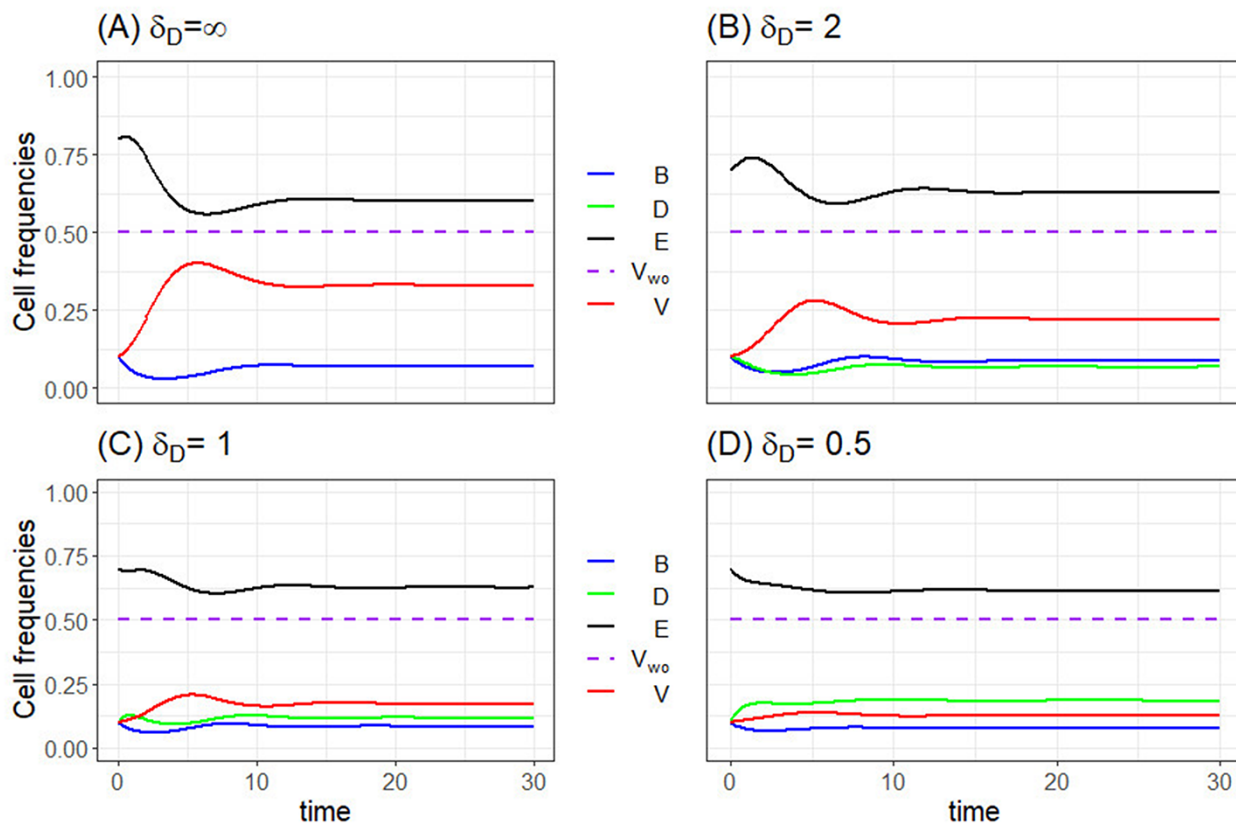 (A) δD=∞
(B) δD= 2
Cell frequencies
1.00
0.75
0.50
0.25
0.00
B
D
E
Vwo
V
(C) δD= 1
(D) δD= 0.5
Cell frequencies
1.00
0.75
0.50
0.25
0.00
B
D
E
Vwo
V
0 10 20 30
0 10 20 30
time
time